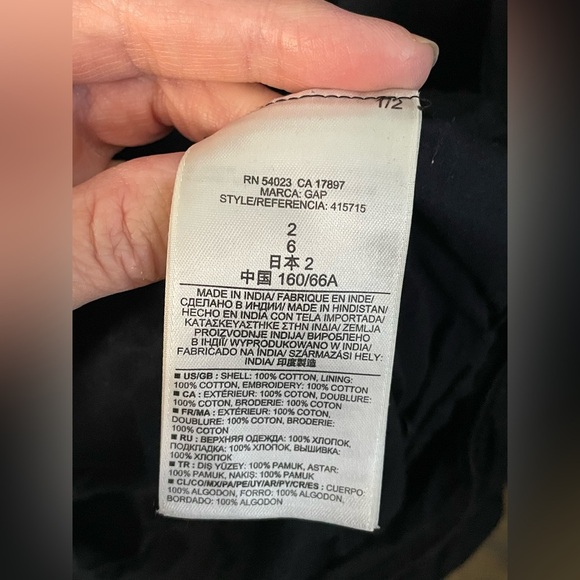 1/2
RN 54023 CA 17897
MARCA: GAP
STYLE/REFERENCIA: 415715
2
6
日本 2
中国 160/66A
MADE IN INDIA/ FABRIQUE EN INDE/
СДЕЛАНО В ИНДИИ/ MADE IN HINDISTAN/
HECHO EN INDIA CON TELA IMPORTADA/
ΚΑΤΑΣΚΕΥΑΣΤΗΚΕ ΣΤΗΝ ΙΝΔΙΑ/ ZEMLJA
PROIZVODNJE INDIJA/ ВИРОБЛЕНО
В ІНДІЇ/ WYPRODUKOWANO W INDIA/
FABRICADO NA ÍNDIA/ SZÁRMAZÁSI HELY:
INDIA/ 印度製造
■ US/GB : SHELL: 100% COTTON, LINING:
100% COTTON, EMBROIDERY: 100% COTTON
■ CA : EXTÉRIEUR: 100% COTON, DOUBLURE:
100% COTON, BRODERIE: 100% COTON
■ FR/MA : EXTÉRIEUR: 100% COTON,
DOUBLURE: 100% COTON, BRODERIE:
100% COTON
■ RU : ВЕРХНЯЯ ОДЕЖДА: 100% ХЛОПОК,
ПОДКЛАДКА: 100% ХЛОПОК, ВЫШИВКА:
100% ХЛОПОК
■ TR : DIŞ YÜZEY: 100% PAMUK, ASTAR:
100% PAMUK, NAKIS: 100% PAMUK
■ CL/CO/MX/PA/PE/UY/AR/PY/CR/ES : CUERPO:
100% ALGODON, FORRO: 100% ALGODON,
BORDADO: 100% ALGODON